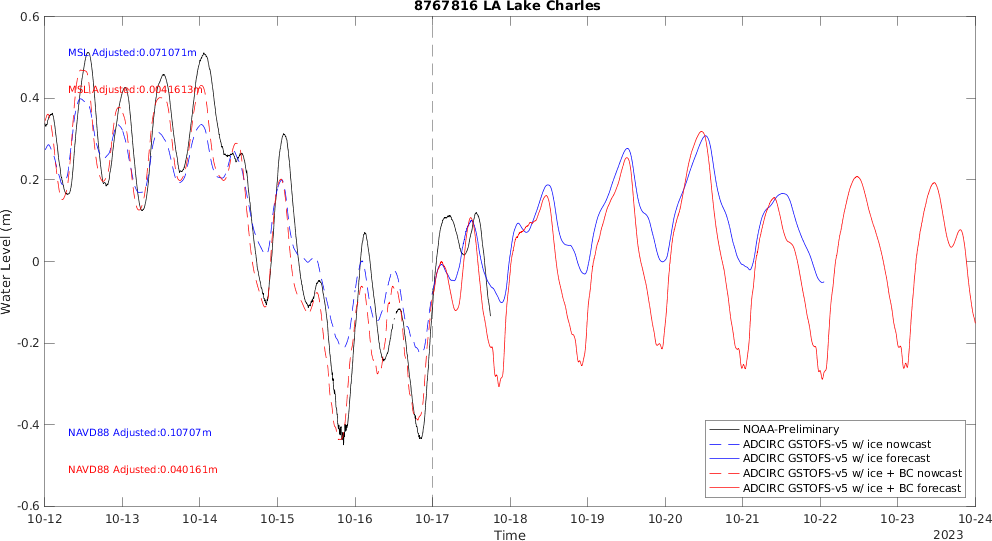 8767816 LA Lake Charles
0.6
MSL Adjusted:0.071071m
MSL Adjusted:0.0041613m
0.4
0.2
0
-0.2
-0.4
-0.6
Water Level (m)
NAVD88 Adjusted:0.10707m
NAVD88 Adjusted:0.040161m
NOAA-Preliminary
ADCIRC GSTOFS-v5 w/ ice nowcast
ADCIRC GSTOFS-v5 w/ ice forecast
ADCIRC GSTOFS-v5 w/ ice + BC nowcast
ADCIRC GSTOFS-v5 w/ ice + BC forecast
10-12 10-13 10-14 10-15 10-16 10-17 10-18 10-19 10-20 10-21 10-22 10-23 10-24
Time
2023